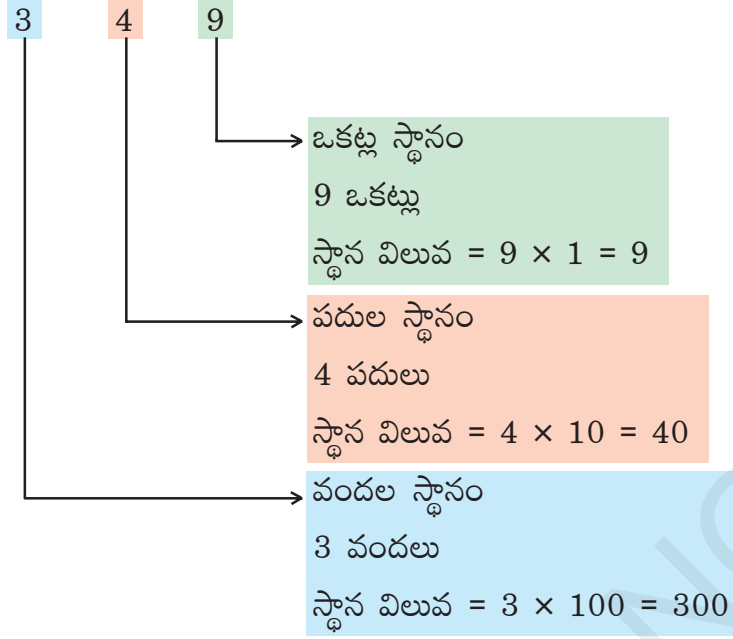 3 4 9
ఒకట్ల స్థానం
9 ఒకట్లు
స్థాన విలువ = 9 × 1 = 9
పదుల స్థానం
4 పదులు
స్థాన విలువ = 4 × 10 = 40
వందల స్థానం
3 వందలు
స్థాన విలువ = 3 × 100 = 300